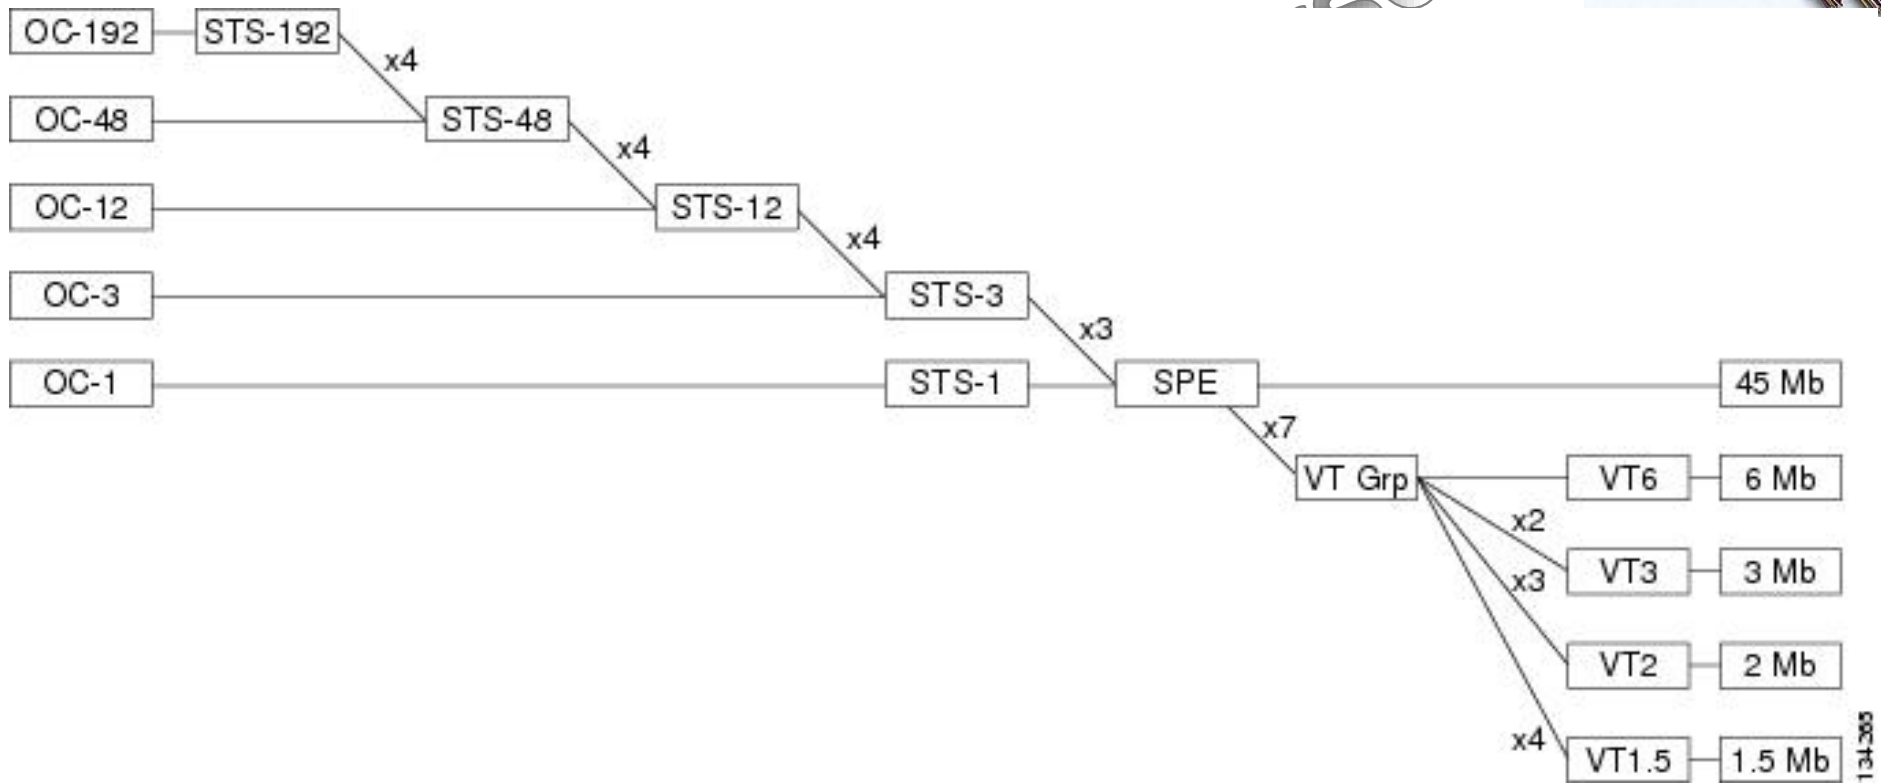 OC-192 STS-192
x4
OC-48 STS-48
x4
OC-12 STS-12
x4
OC-3 STS-3
x3
OC-1 STS-1 SPE 45 Mb
x7
VT Grp VT6 6 Mb
x2
VT3 3 Mb
x3
VT2 2 Mb
x4
VT1.5 1.5 Mb
134265